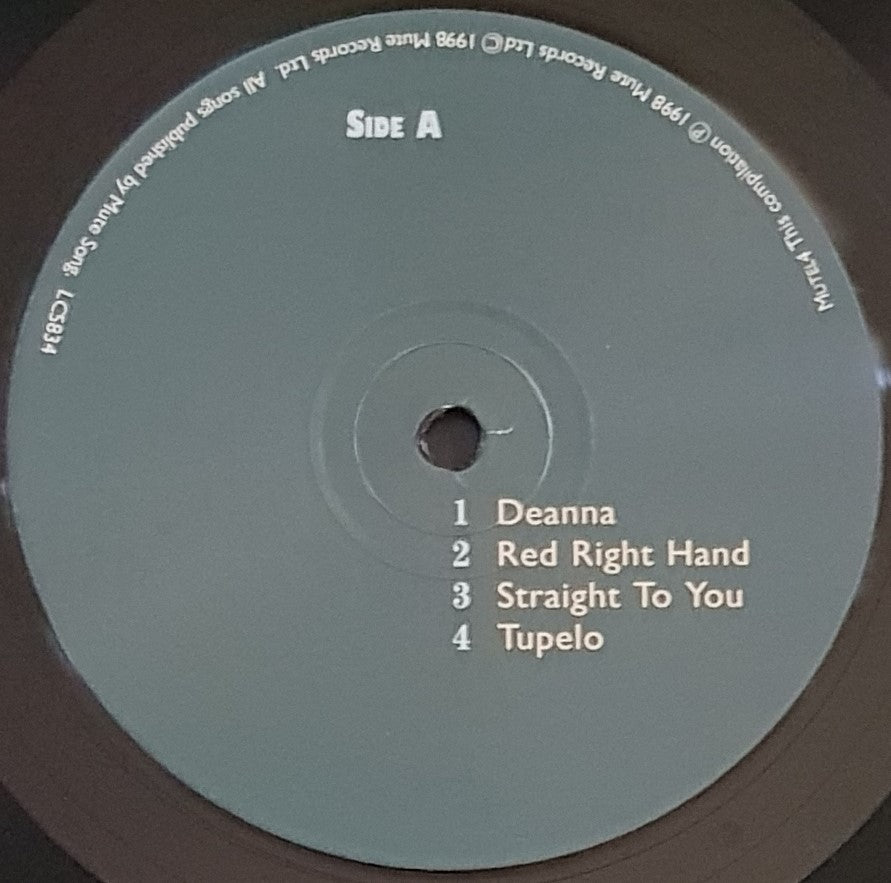 MUTEL4 This compilation ℗ 1998 Mute Records Ltd © 1998 Mute Records Ltd. All songs published by Mute Song. LC5834
SIDE A
1 Deanna
2 Red Right Hand
3 Straight To You
4 Tupelo